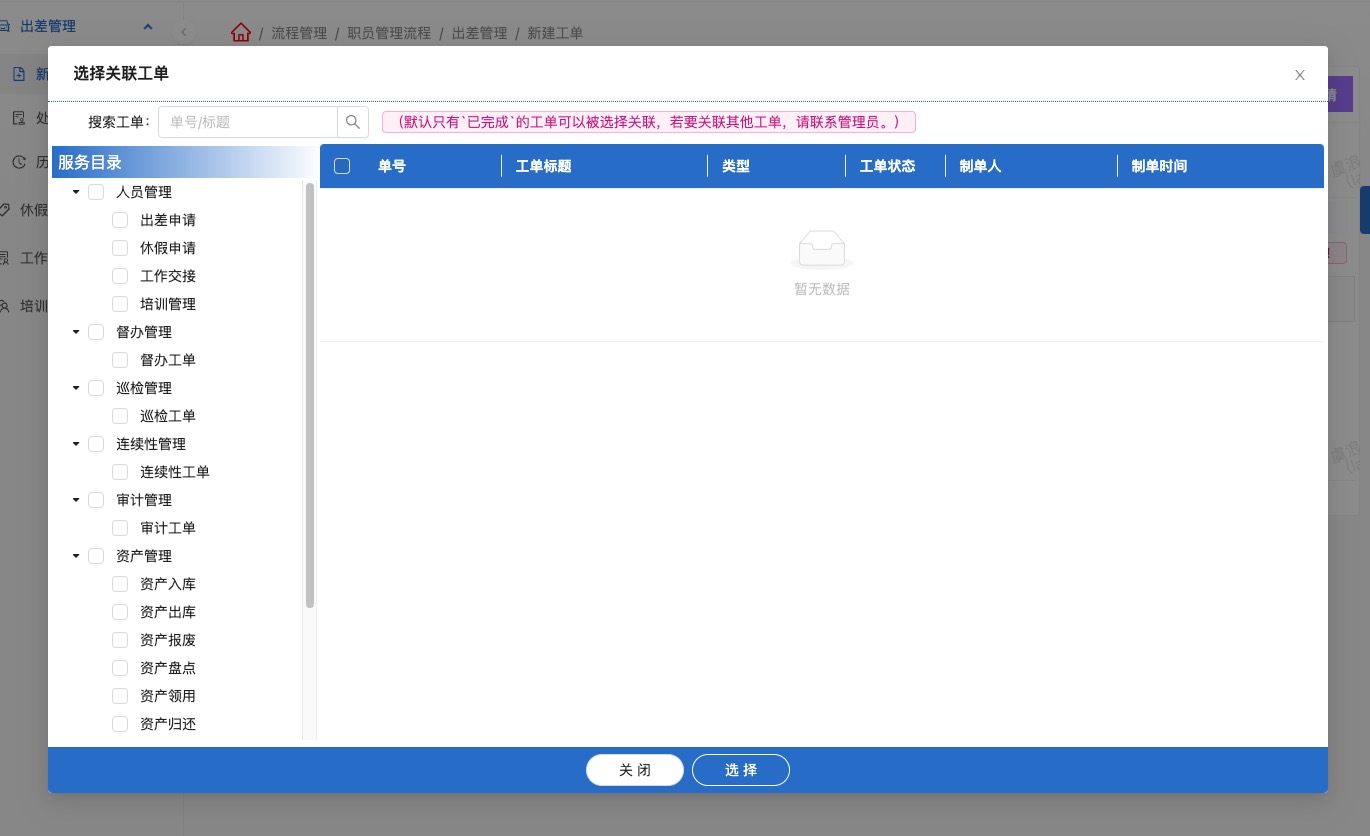 出差管理
/ 流程管理 / 职员管理流程 / 出差管理 / 新建工单
新
处
历
休假
工作
培训
选择关联工单
搜索工单： 单号/标题
（默认只有`已完成`的工单可以被选择关联，若要关联其他工单，请联系管理员。）
服务目录
人员管理
出差申请
休假申请
工作交接
培训管理
督办管理
督办工单
巡检管理
巡检工单
连续性管理
连续性工单
审计管理
审计工单
资产管理
资产入库
资产出库
资产报废
资产盘点
资产领用
资产归还
单号 工单标题 类型 工单状态 制单人 制单时间
暂无数据
关 闭
选 择